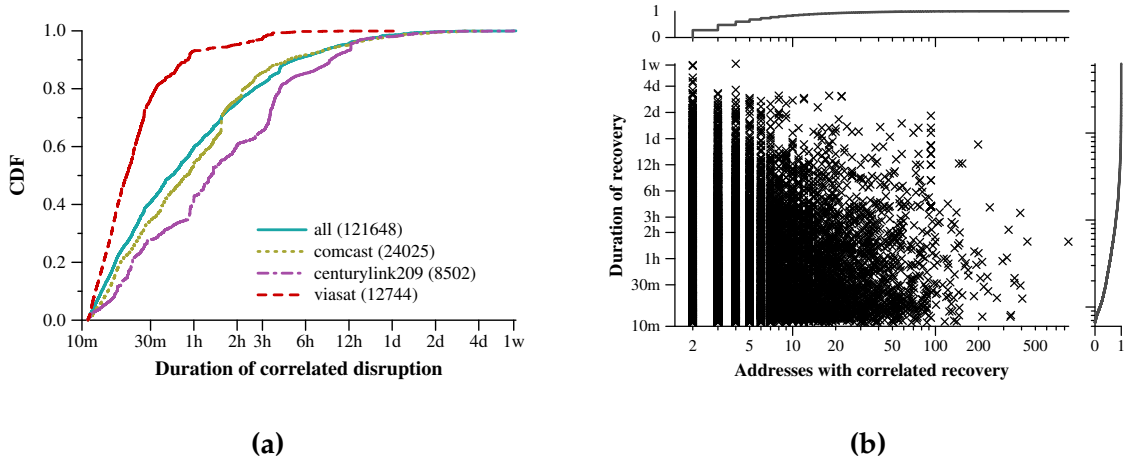 1.0
0.8
0.6
0.4
0.2
0.0
CDF
all (121648)
comcast (24025)
centurylink209 (8502)
viasat (12744)
10m 30m 1h 2h 3h 6h 12h 1d 2d 4d 1w
Duration of correlated disruption
(a)
1
0
1w
4d
2d
1d
12h
6h
3h
2h
1h
30m
10m
Duration of recovery
2 5 10 20 50 100 200 500
Addresses with correlated recovery
0 1
(b)